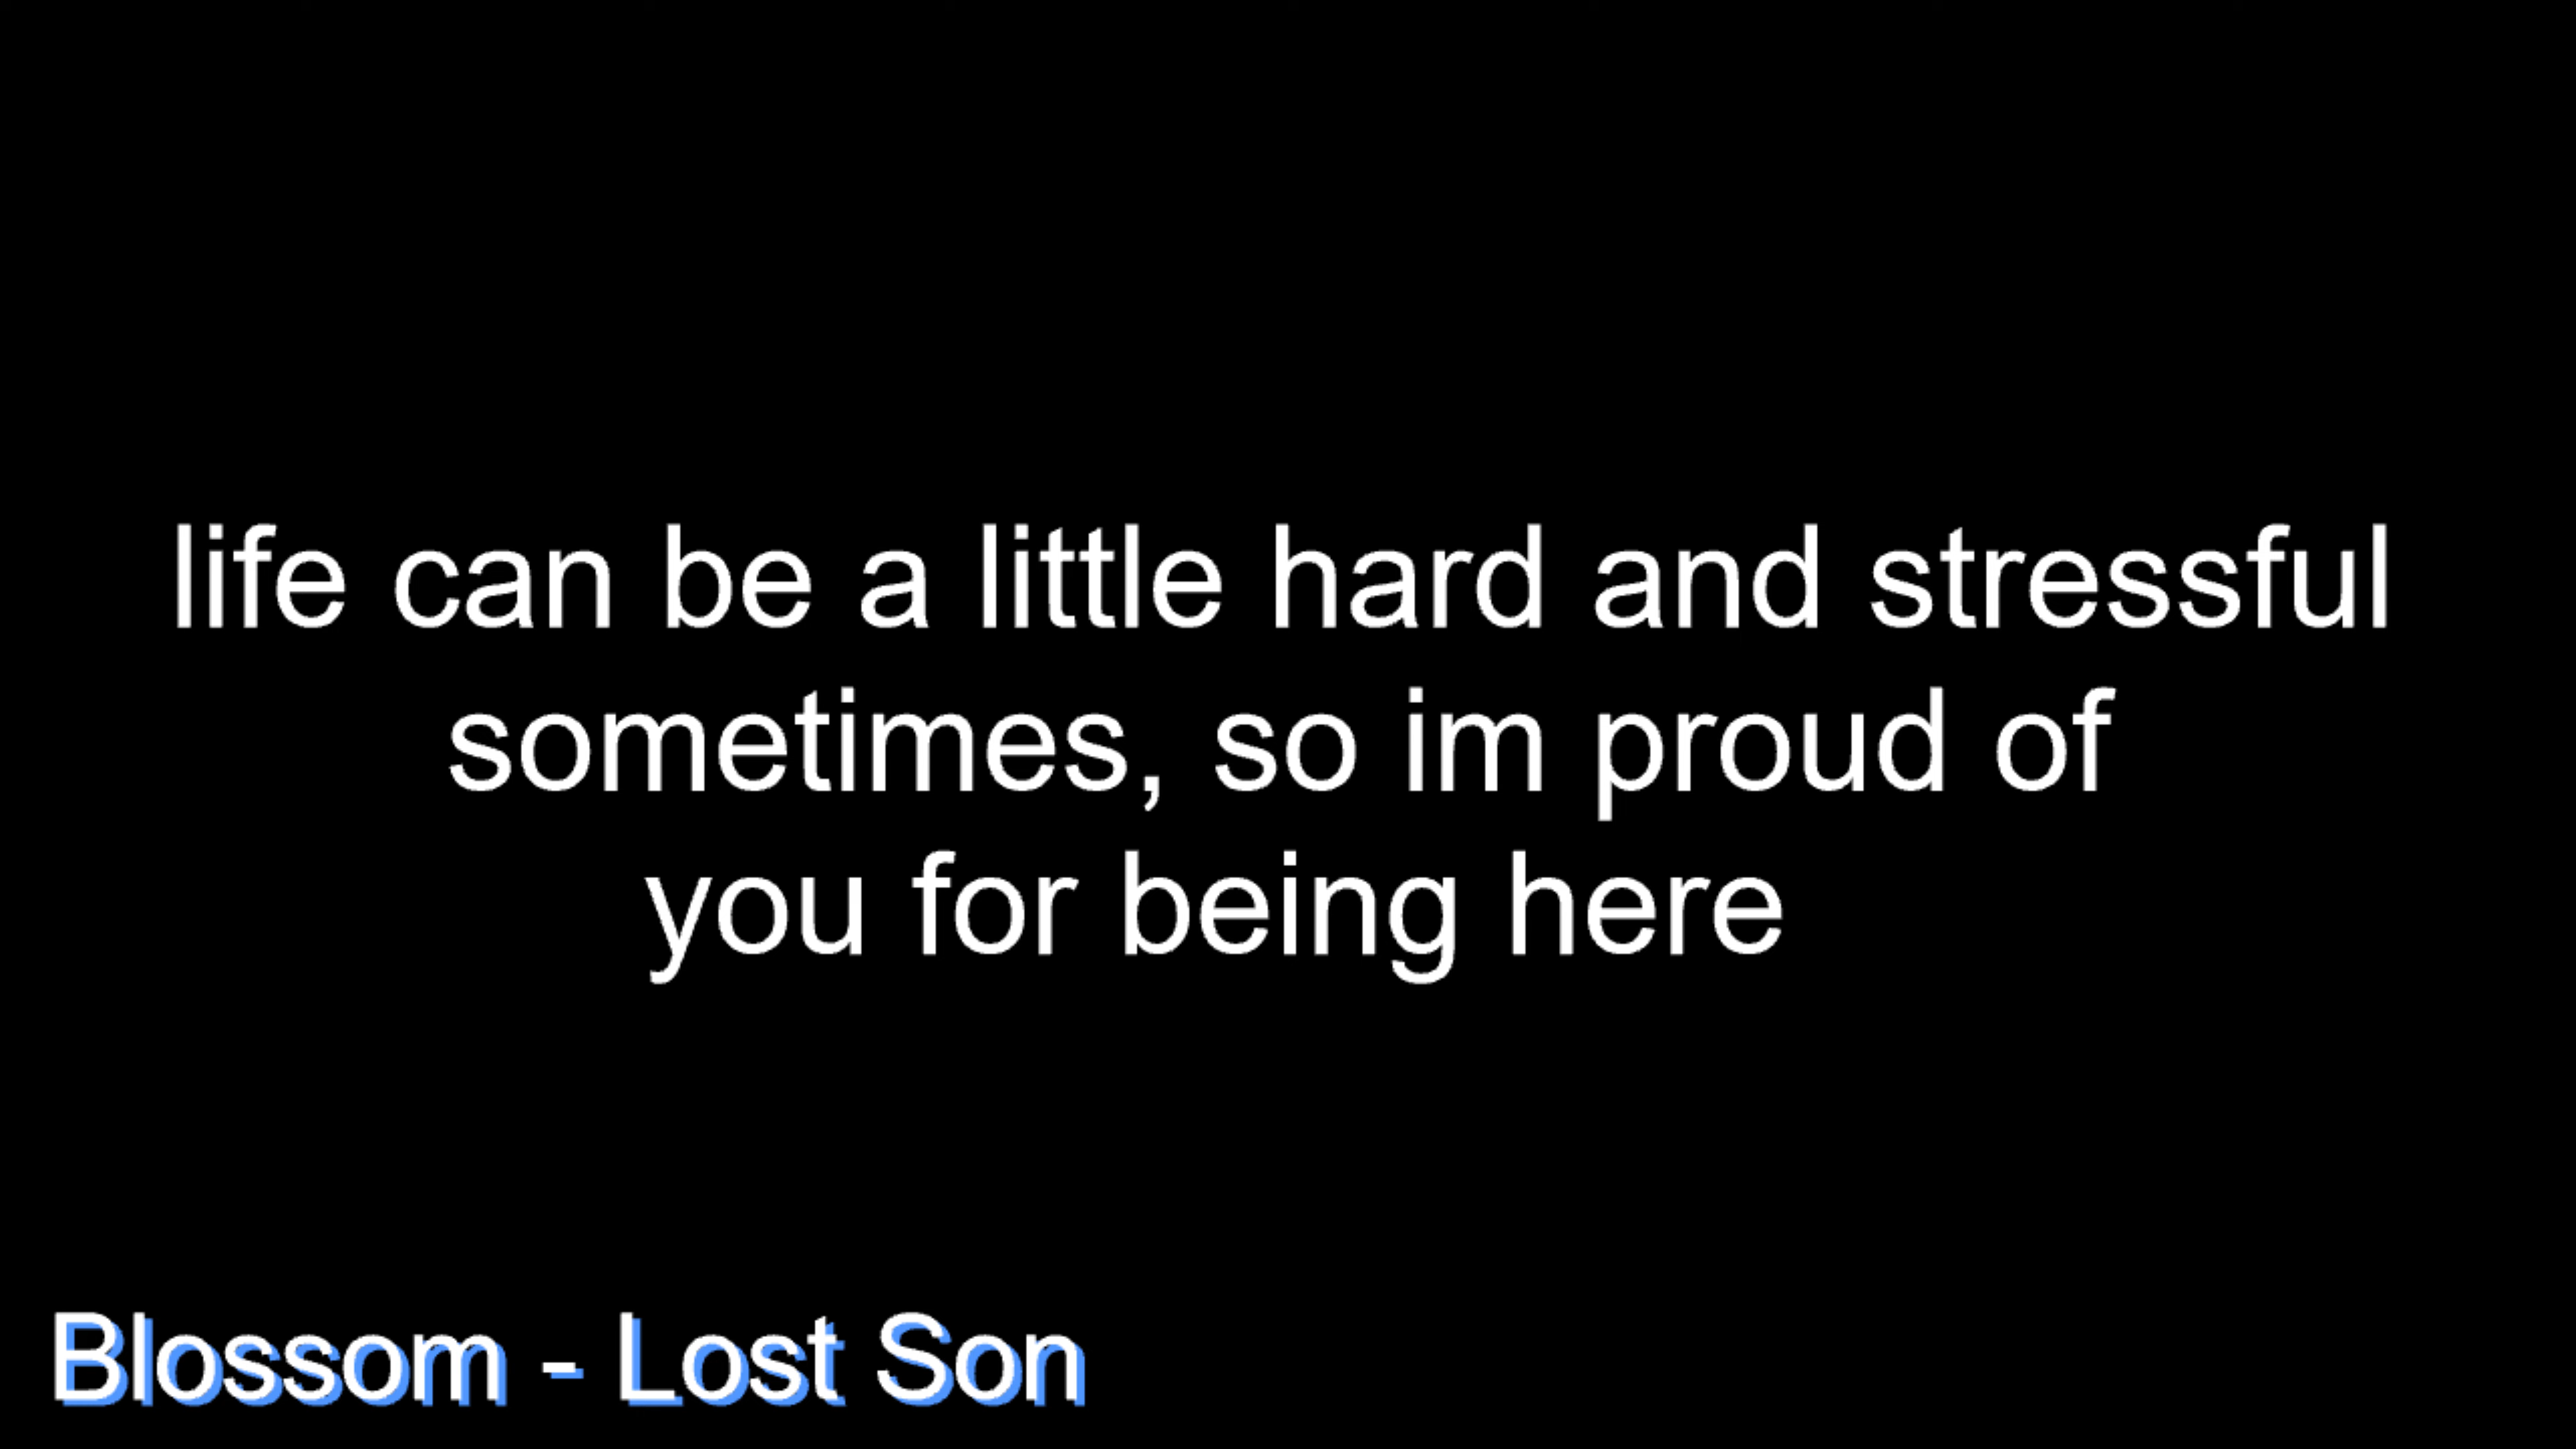 life can be a little hard and stressful
sometimes, so im proud of
you for being here
Blossom - Lost Son